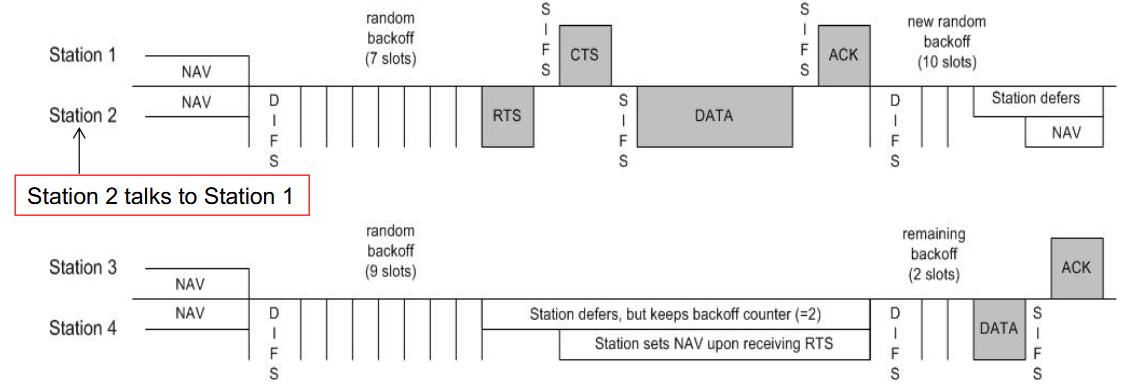 random
backoff
(7 slots)
new random
backoff
(10 slots)
S
I
F
S
CTS
S
I
F
S
ACK
Station 1
NAV
Station 2
NAV
D
I
F
S
RTS
S
I
F
S
DATA
D
I
F
S
Station defers
NAV
Station 2 talks to Station 1
random
backoff
(9 slots)
remaining
backoff
(2 slots)
Station 3
NAV
ACK
Station 4
NAV
D
I
F
S
Station defers, but keeps backoff counter (=2)
Station sets NAV upon receiving RTS
D
I
F
S
DATA
S
I
F
S